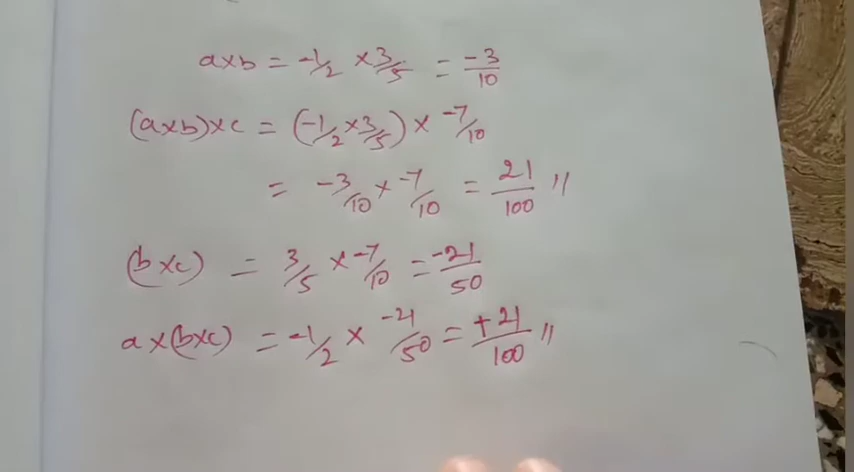 a×b = -1/2 × 3/5 = -3/10
(a×b)×c = (-1/2 × 3/5) × -7/10
= -3/10 × -7/10 = 21/100 //
(b×c) = 3/5 × -7/10 = -21/50
a×(b×c) = -1/2 × -21/50 = +21/100 //